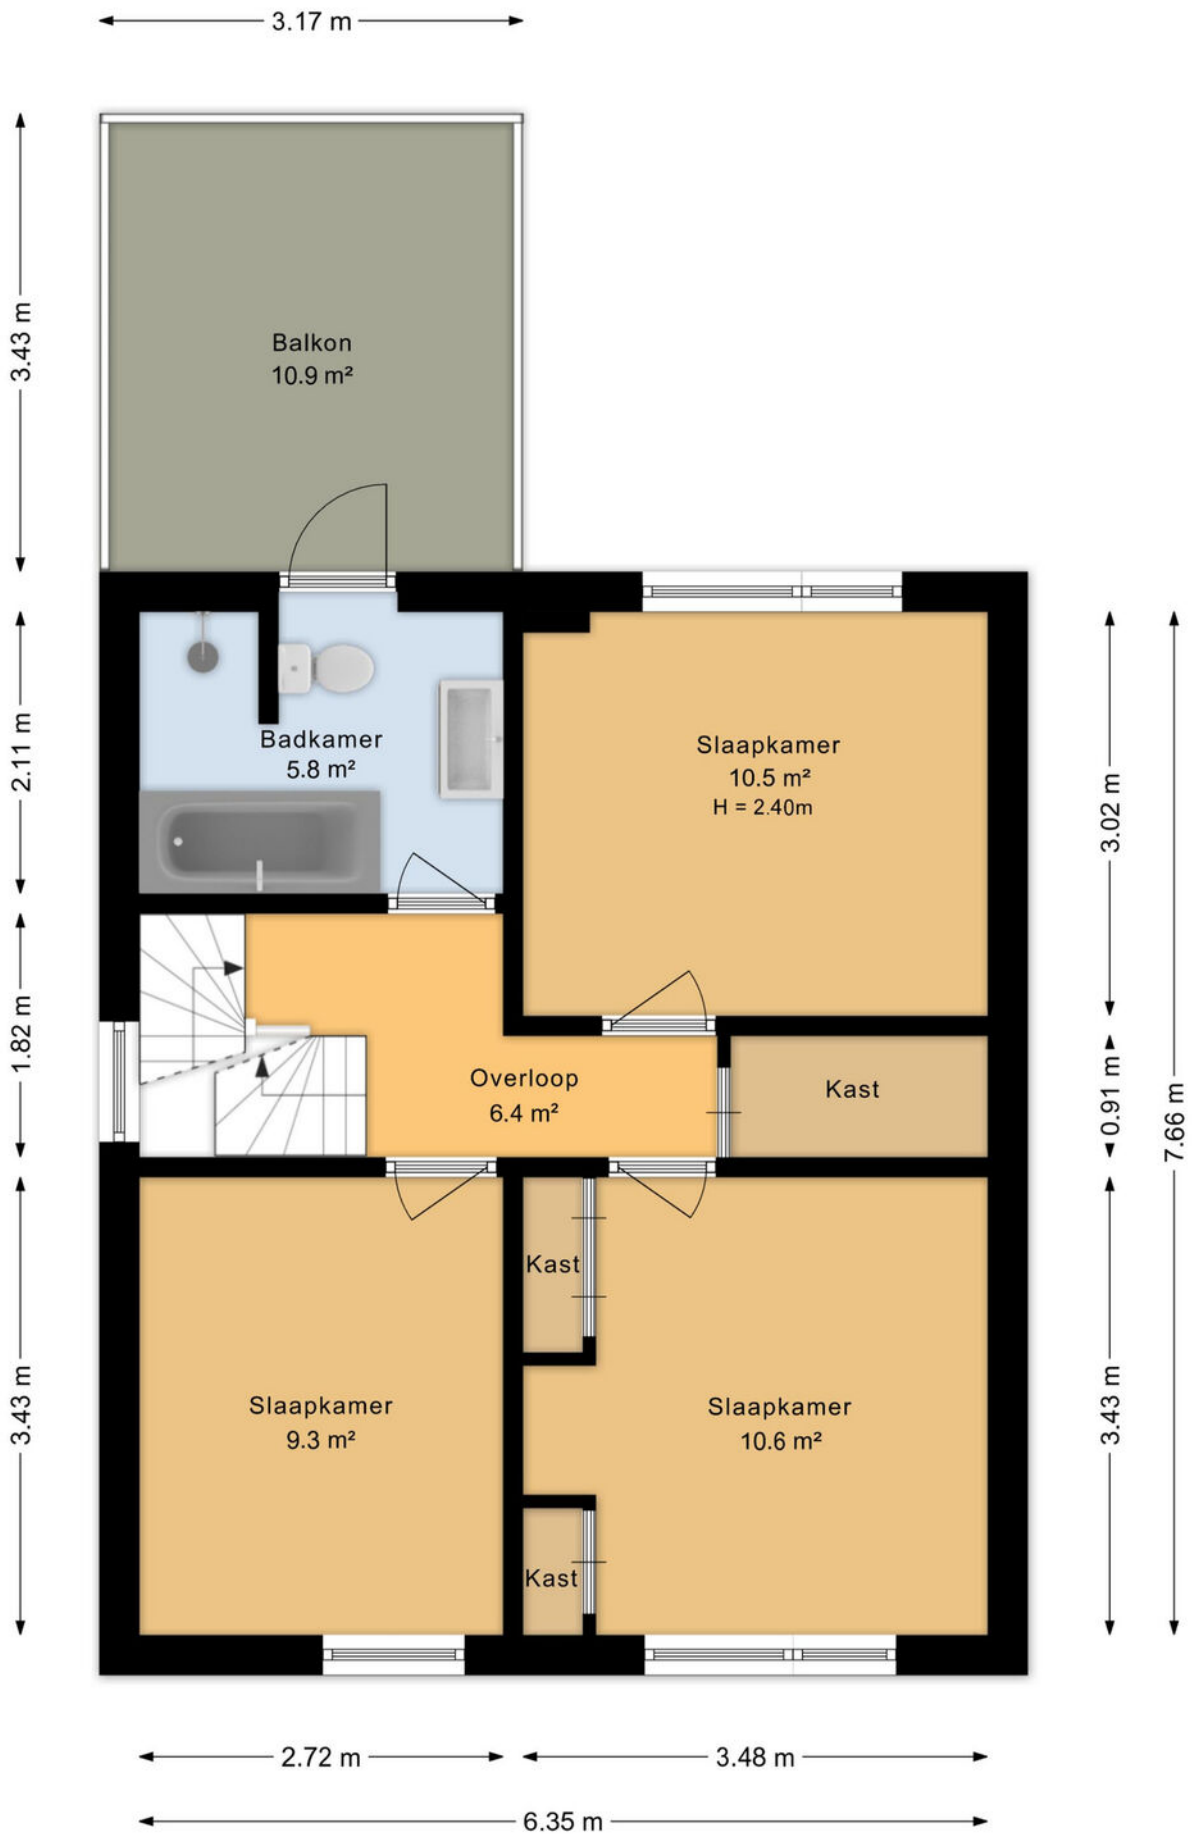 3.17 m
3.43 m
Balkon
10.9 m²
2.11 m
Badkamer
5.8 m²
Slaapkamer
10.5 m²
H = 2.40m
3.02 m
1.82 m
Overloop
6.4 m²
Kast
0.91 m
7.66 m
Kast
3.43 m
Slaapkamer
9.3 m²
Slaapkamer
10.6 m²
3.43 m
Kast
2.72 m
3.48 m
6.35 m